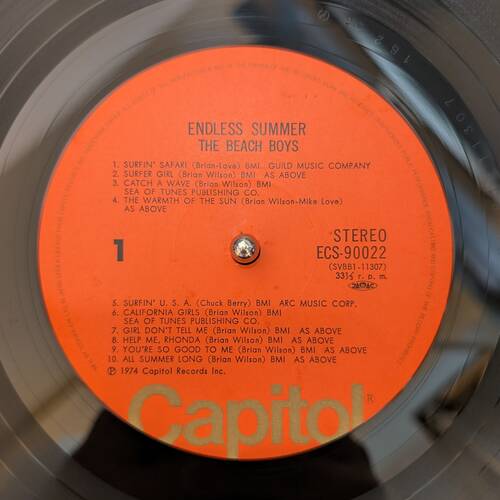 ENDLESS SUMMER
THE BEACH BOYS
1. SURFIN' SAFARI (Brian-Love) BMI GUILD MUSIC COMPANY
2. SURFER GIRL (Brian Wilson) BMI AS ABOVE
3. CATCH A WAVE (Brian Wilson) BMI
SEA OF TUNES PUBLISHING CO.
4. THE WARMTH OF THE SUN (Brian Wilson-Mike Love)
AS ABOVE
1
STEREO
ECS-90022
(SVBB1-11307)
33⅓ r. p. m.
5. SURFIN' U. S. A. (Chuck Berry) BMI ARC MUSIC CORP.
6. CALIFORNIA GIRLS (Brian Wilson) BMI
SEA OF TUNES PUBLISHING CO.
7. GIRL DON'T TELL ME (Brian Wilson) BMI AS ABOVE
8. HELP ME, RHONDA (Brian Wilson) BMI AS ABOVE
9. YOU'RE SO GOOD TO ME (Brian Wilson) BMI AS ABOVE
10. ALL SUMMER LONG (Brian Wilson) BMI AS ABOVE
℗ 1974 Capitol Records Inc.
Capitol®